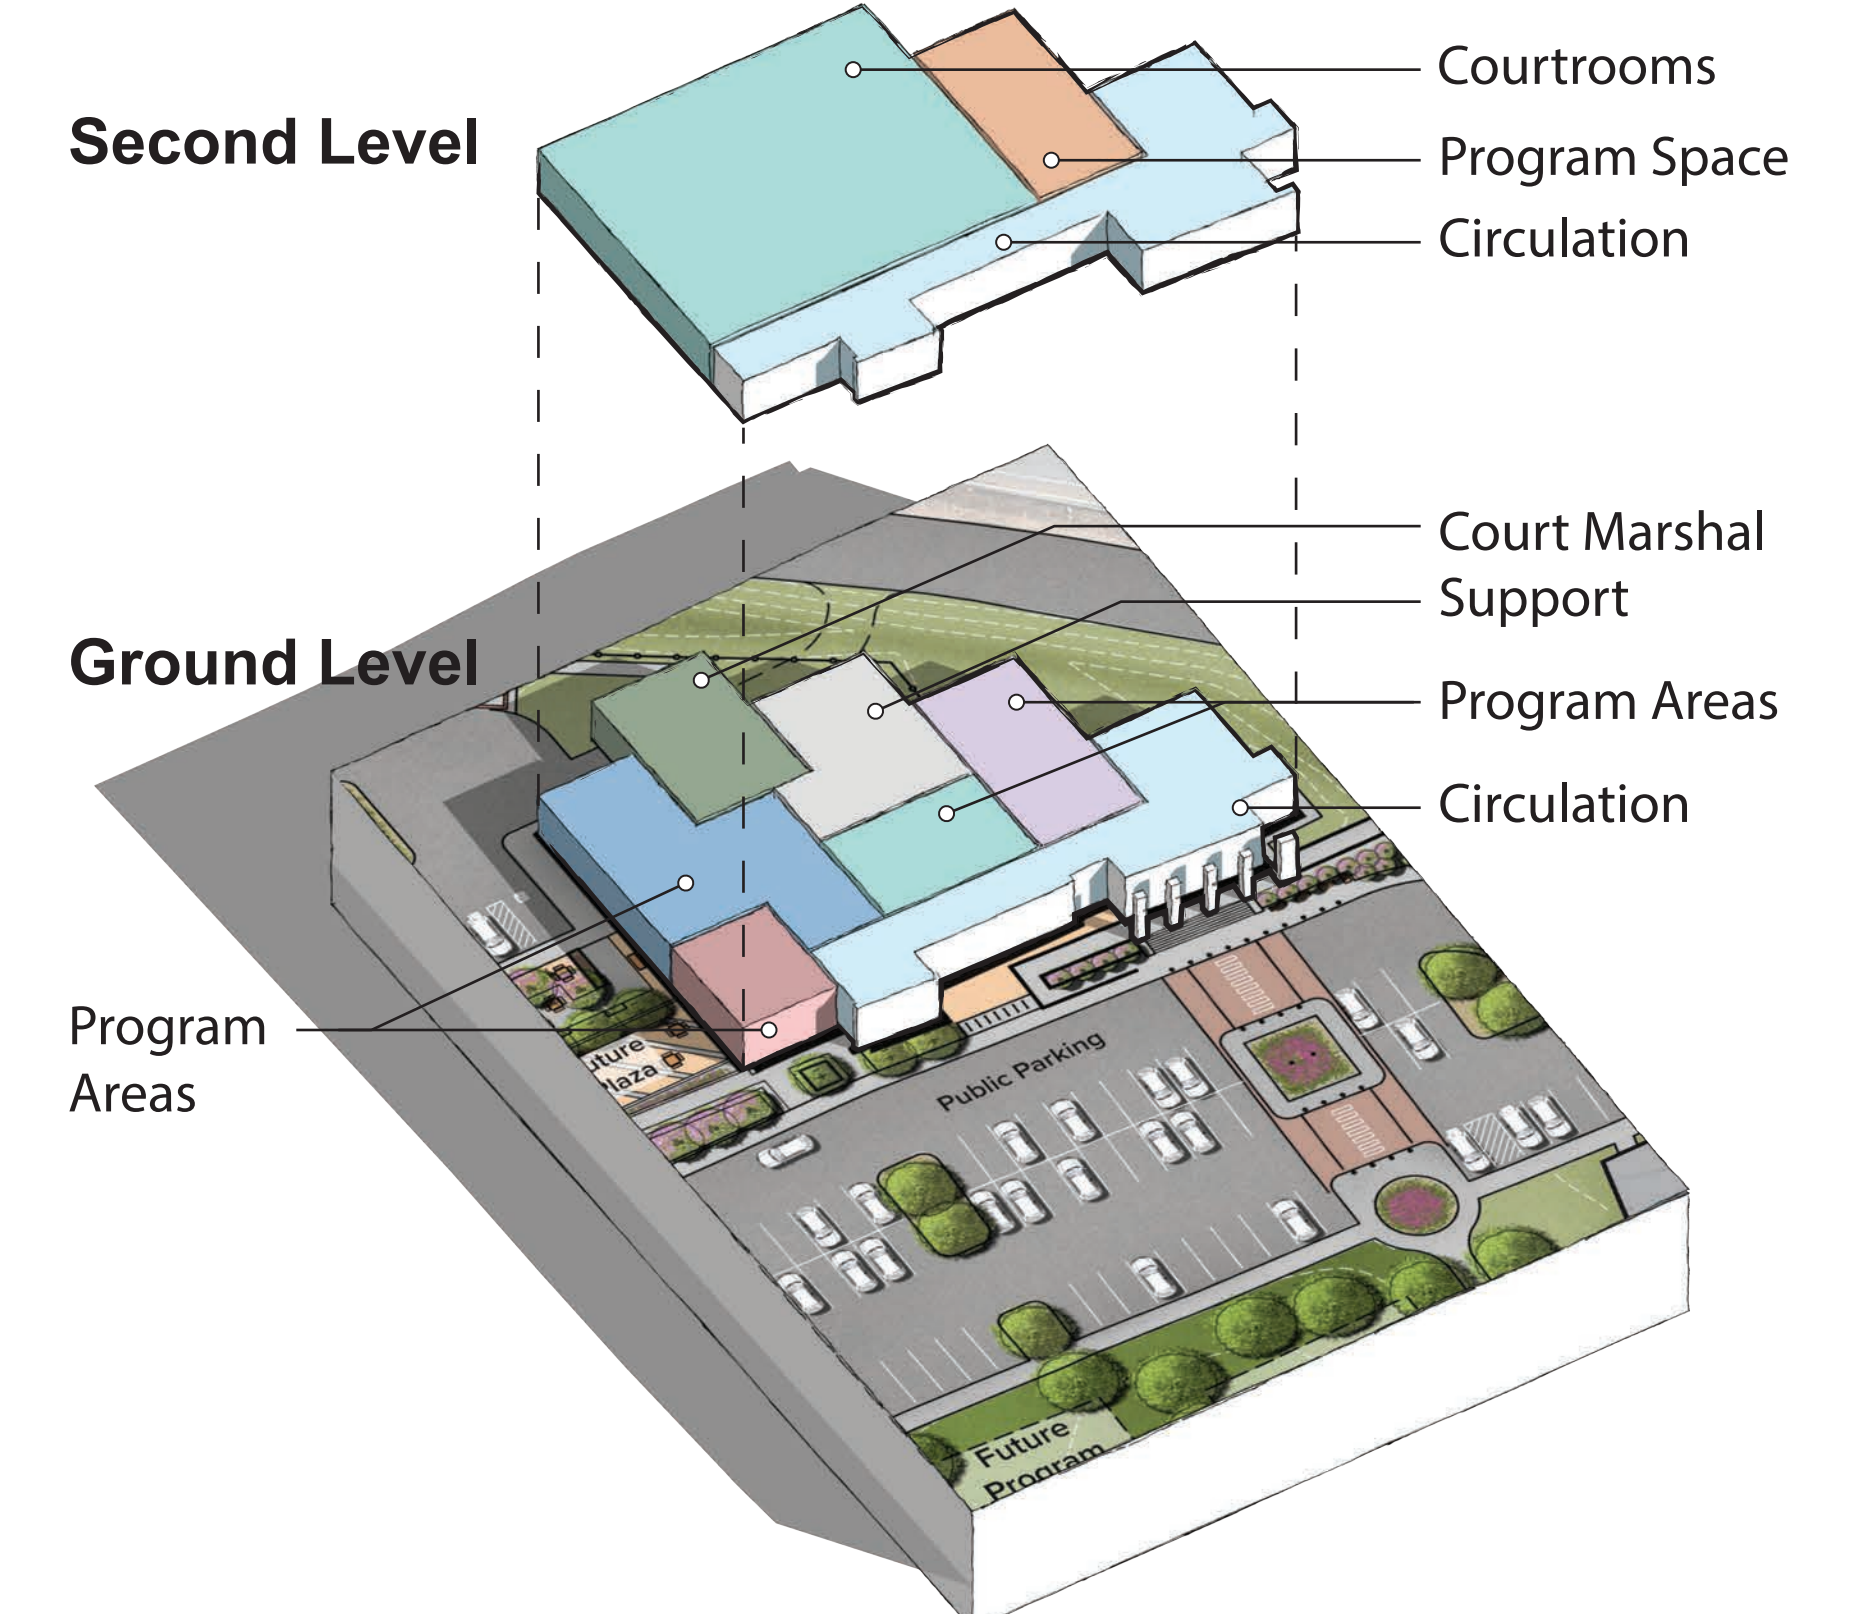 Second Level
Courtrooms
Program Space
Circulation
Ground Level
Court Marshal
Support
Program Areas
Circulation
Program
Areas
Public Parking
Future
Program